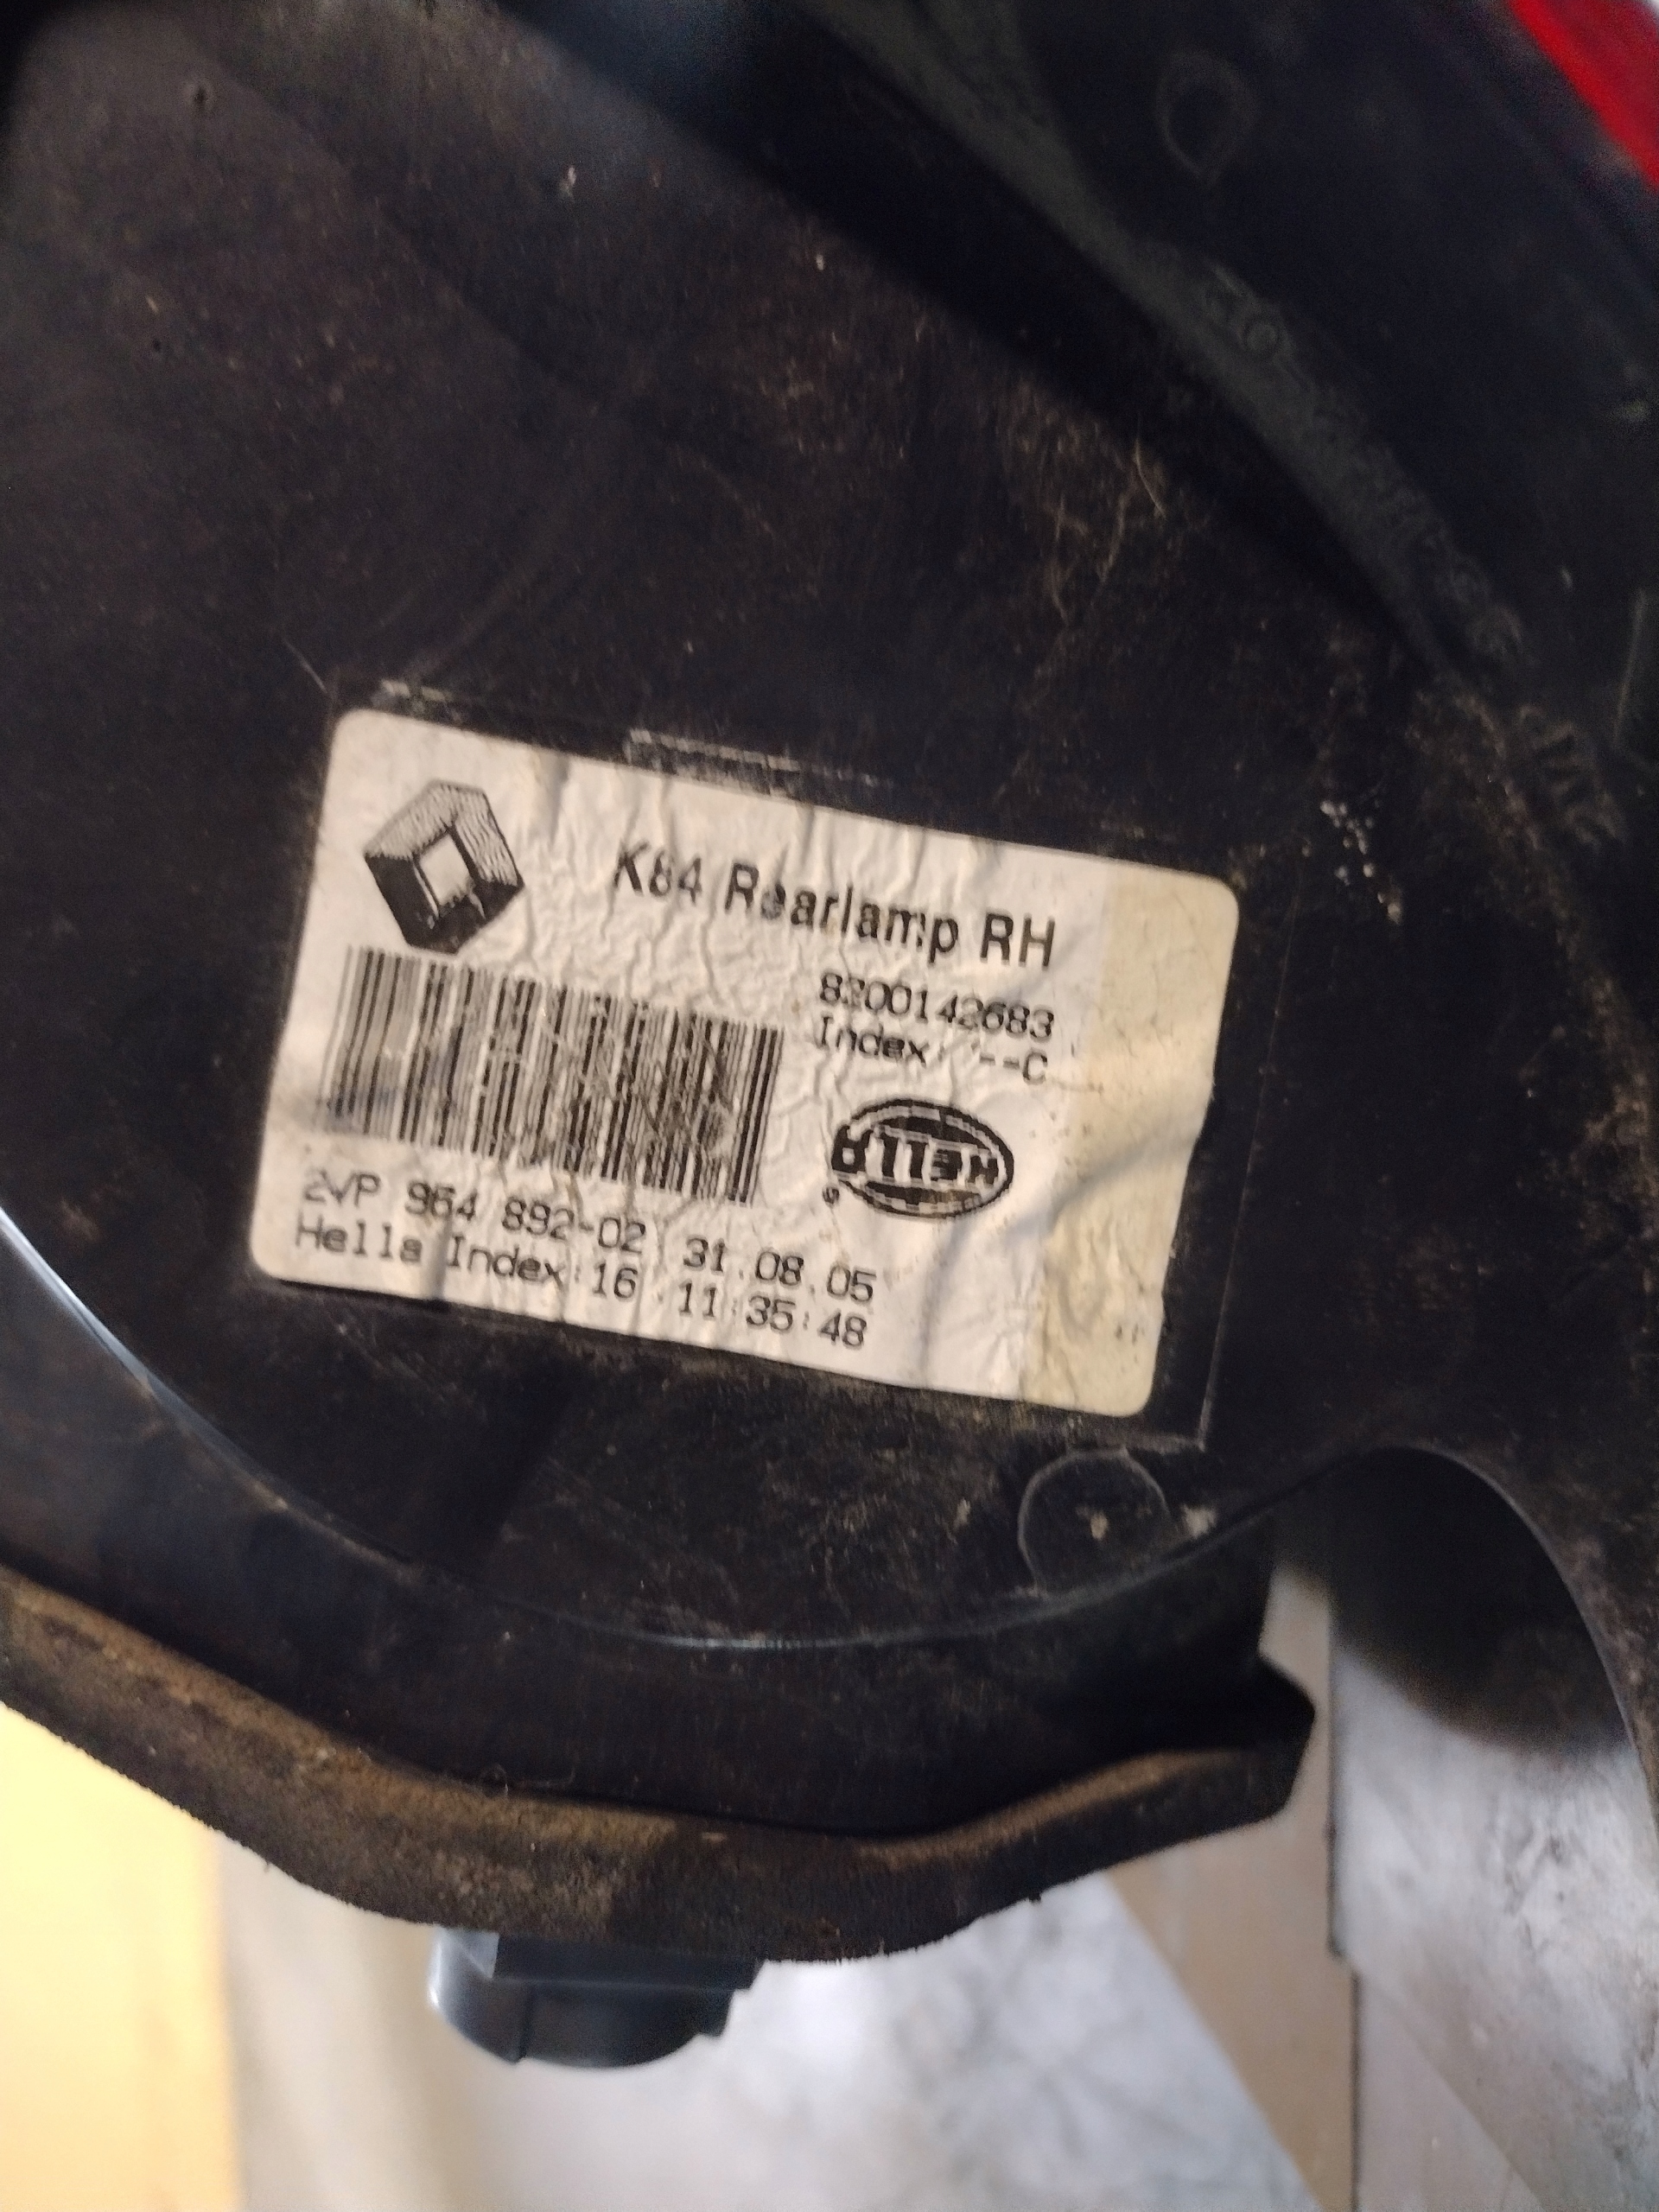 K84 Rearlamp RH
8200142683
Index: --C
HELLA
®
2VP 964 892-02 31.08.05
Hella Index:16 11:35:48